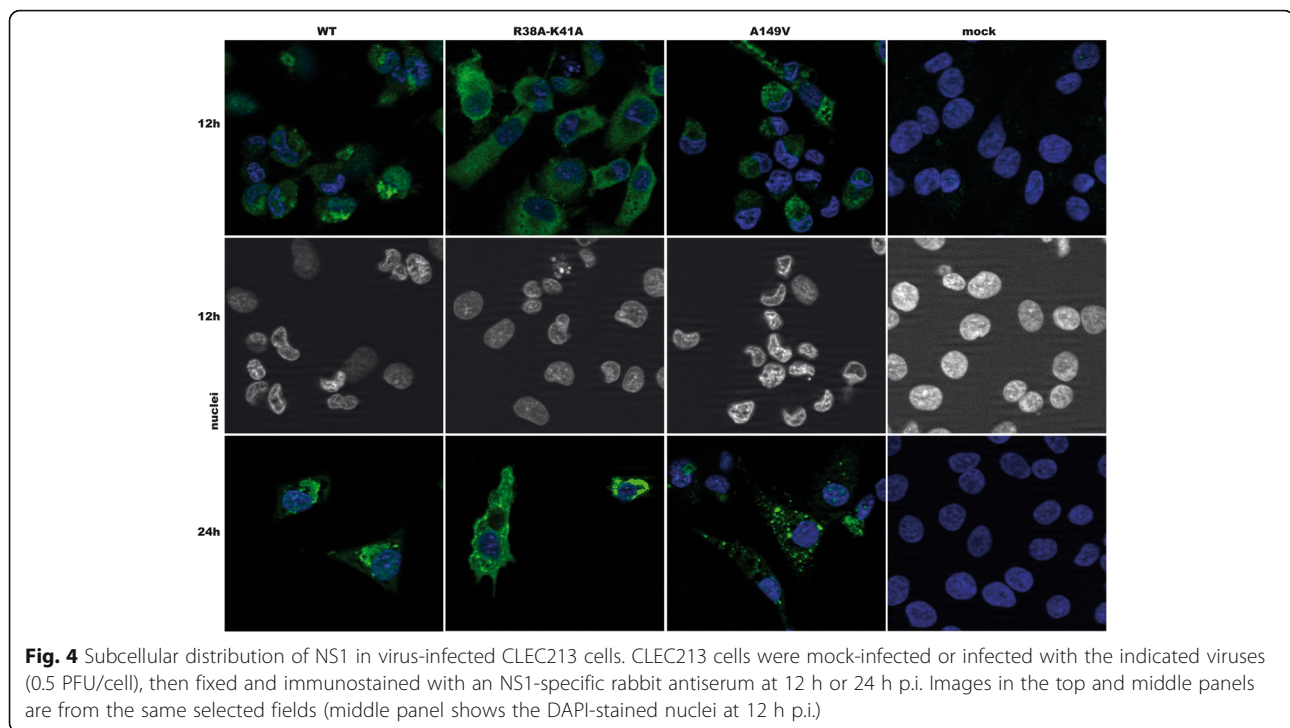 WT R38A-K41A A149V mock
12h
12h
nuclei
24h
Fig. 4 Subcellular distribution of NS1 in virus-infected CLEC213 cells. CLEC213 cells were mock-infected or infected with the indicated viruses
(0.5 PFU/cell), then fixed and immunostained with an NS1-specific rabbit antiserum at 12 h or 24 h p.i. Images in the top and middle panels
are from the same selected fields (middle panel shows the DAPI-stained nuclei at 12 h p.i.)